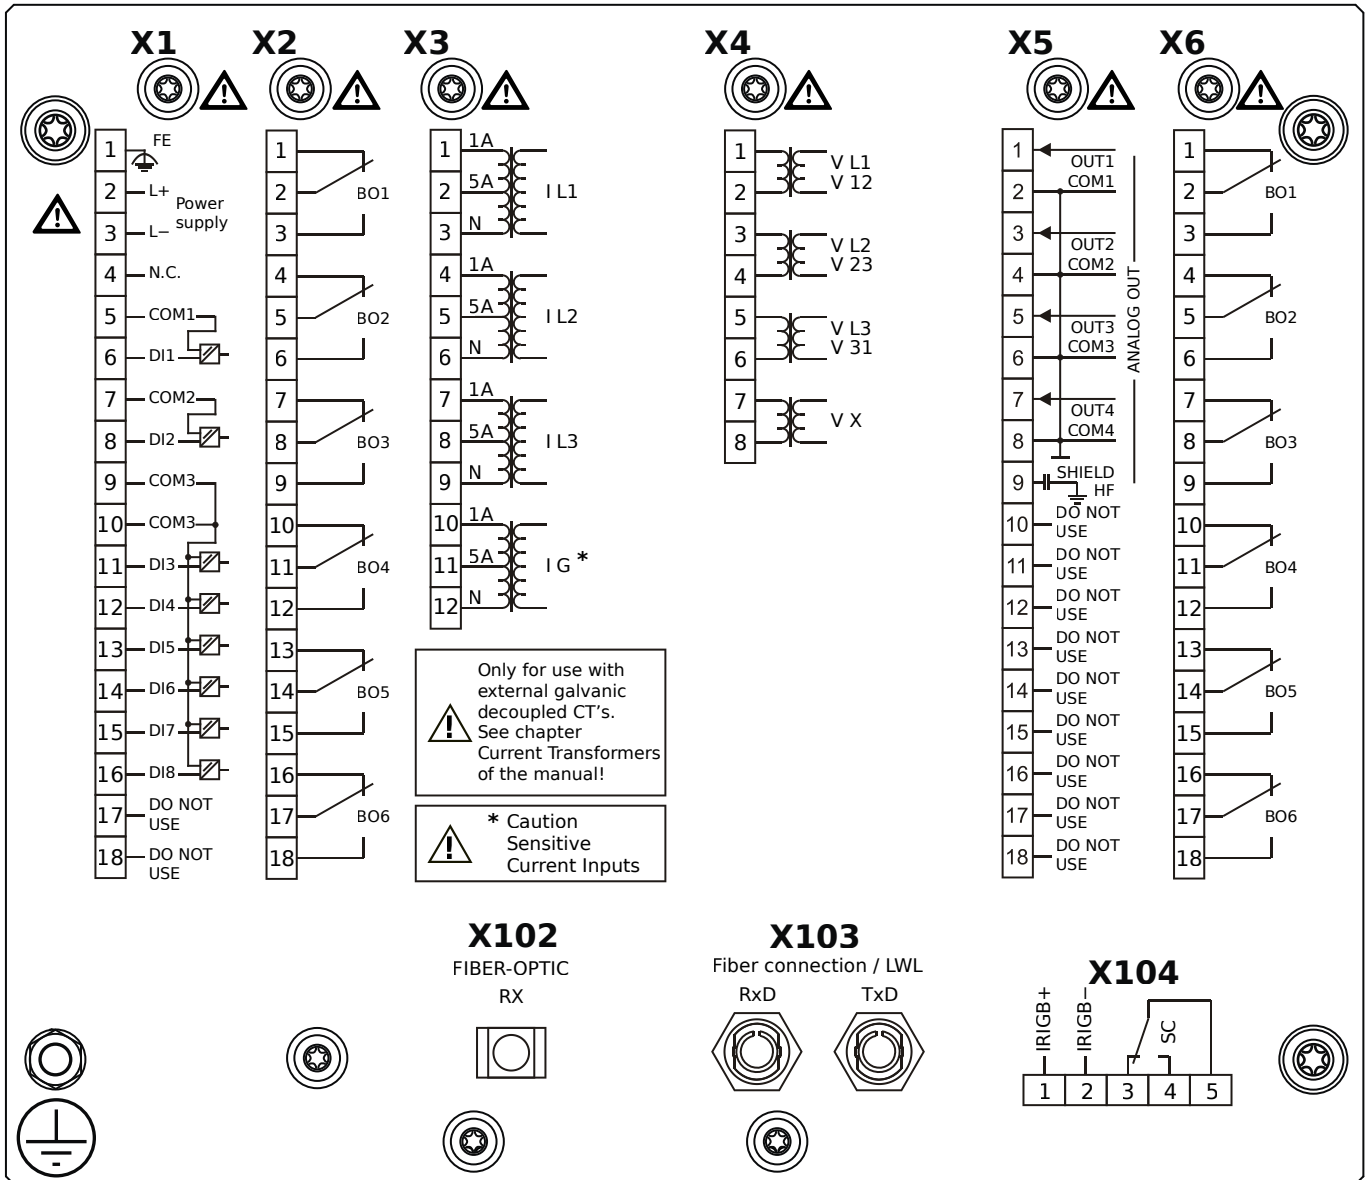 X1
X2
X3
X4
X5
X6
1
FE
2
L+
Power
supply
3
L−
4
N.C.
5
COM1
6
DI1
7
COM2
8
DI2
9
COM3
10
COM3
11
DI3
12
DI4
13
DI5
14
DI6
15
DI7
16
DI8
17
DO NOT
USE
18
DO NOT
USE
1
2
BO1
3
4
5
BO2
6
7
8
BO3
9
10
11
BO4
12
13
14
BO5
15
16
17
BO6
18
1
1A
2
5A
I L1
3
N
4
1A
5
5A
I L2
6
N
7
1A
8
5A
I L3
9
N
10
1A
11
5A
I G *
12
N
Only for use with
external galvanic
decoupled CT's.
See chapter
Current Transformers
of the manual!
* Caution
Sensitive
Current Inputs
1
V L1
2
V 12
3
V L2
4
V 23
5
V L3
6
V 31
7
V X
8
1
OUT1
2
COM1
3
OUT2
4
COM2
5
OUT3
6
COM3
7
OUT4
8
COM4
ANALOG OUT
9
SHIELD
HF
10
DO NOT
USE
11
DO NOT
USE
12
DO NOT
USE
13
DO NOT
USE
14
DO NOT
USE
15
DO NOT
USE
16
DO NOT
USE
17
DO NOT
USE
18
DO NOT
USE
1
2
BO1
3
4
5
BO2
6
7
8
BO3
9
10
11
BO4
12
13
14
BO5
15
16
17
BO6
18
X102
FIBER-OPTIC
RX
X103
Fiber connection / LWL
RxD
TxD
X104
IRIGB+
IRIGB−
SC
1
2
3
4
5